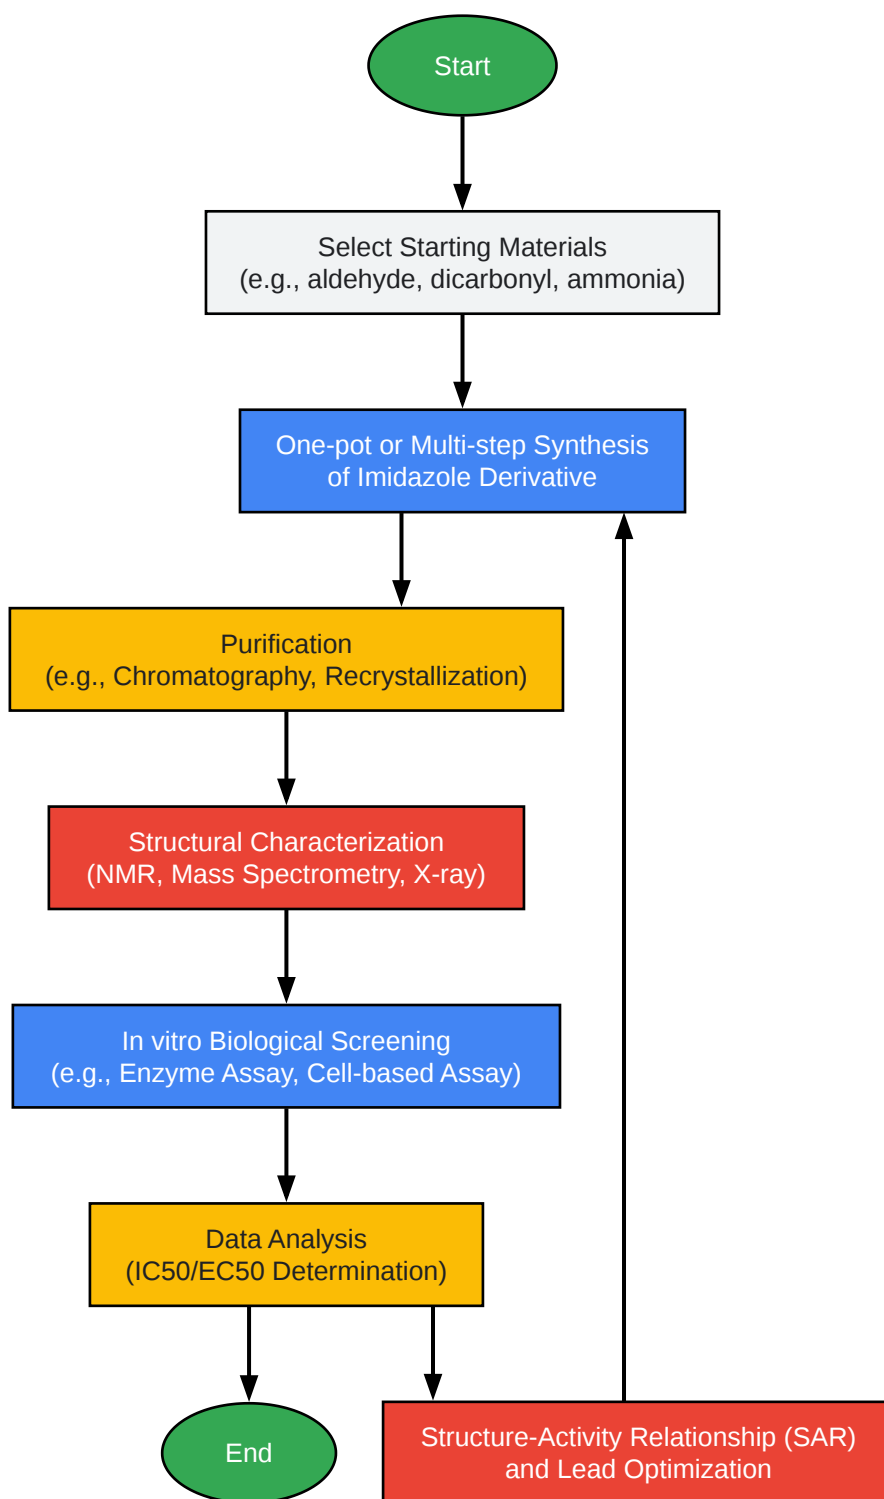 Start
Select Starting Materials
(e.g., aldehyde, dicarbonyl, ammonia)
One-pot or Multi-step Synthesis
of Imidazole Derivative
Purification
(e.g., Chromatography, Recrystallization)
Structural Characterization
(NMR, Mass Spectrometry, X-ray)
In vitro Biological Screening
(e.g., Enzyme Assay, Cell-based Assay)
Data Analysis
(IC50/EC50 Determination)
End
Structure-Activity Relationship (SAR)
and Lead Optimization